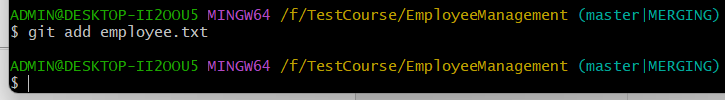 ADMIN@DESKTOP-II2OOU5 MINGW64 /f/TestCourse/EmployeeManagement (master|MERGING)
$ git add employee.txt
ADMIN@DESKTOP-II2OOU5 MINGW64 /f/TestCourse/EmployeeManagement (master|MERGING)
$